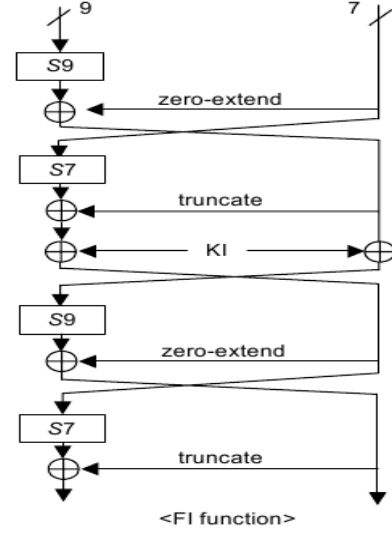 9 7
S9
zero-extend
S7
truncate
KI
S9
zero-extend
S7
truncate
<FI function>